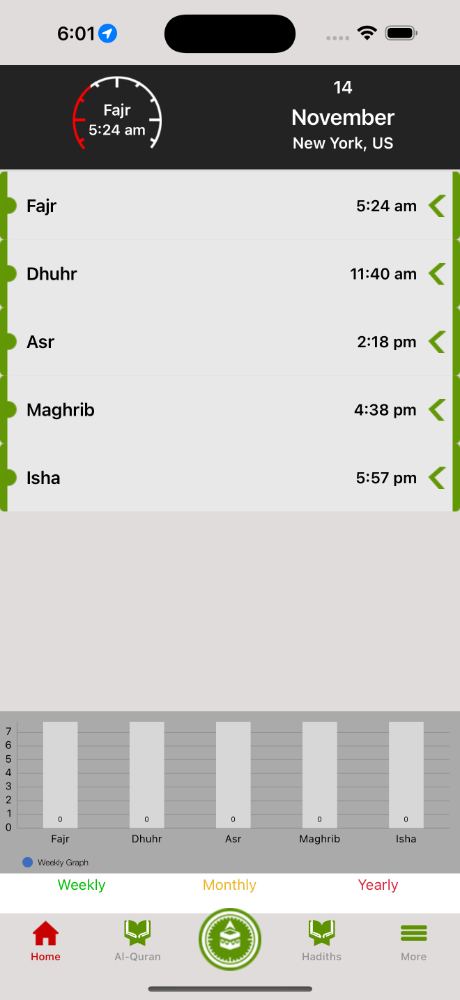 6:01
Fajr
5:24 am
14
November
New York, US
Fajr 5:24 am
Dhuhr 11:40 am
Asr 2:18 pm
Maghrib 4:38 pm
Isha 5:57 pm
7
6
5
4
3
2
1
0
0 0 0 0 0
Fajr Dhuhr Asr Maghrib Isha
Weekly Graph
Weekly Monthly Yearly
Home Al-Quran Hadiths More